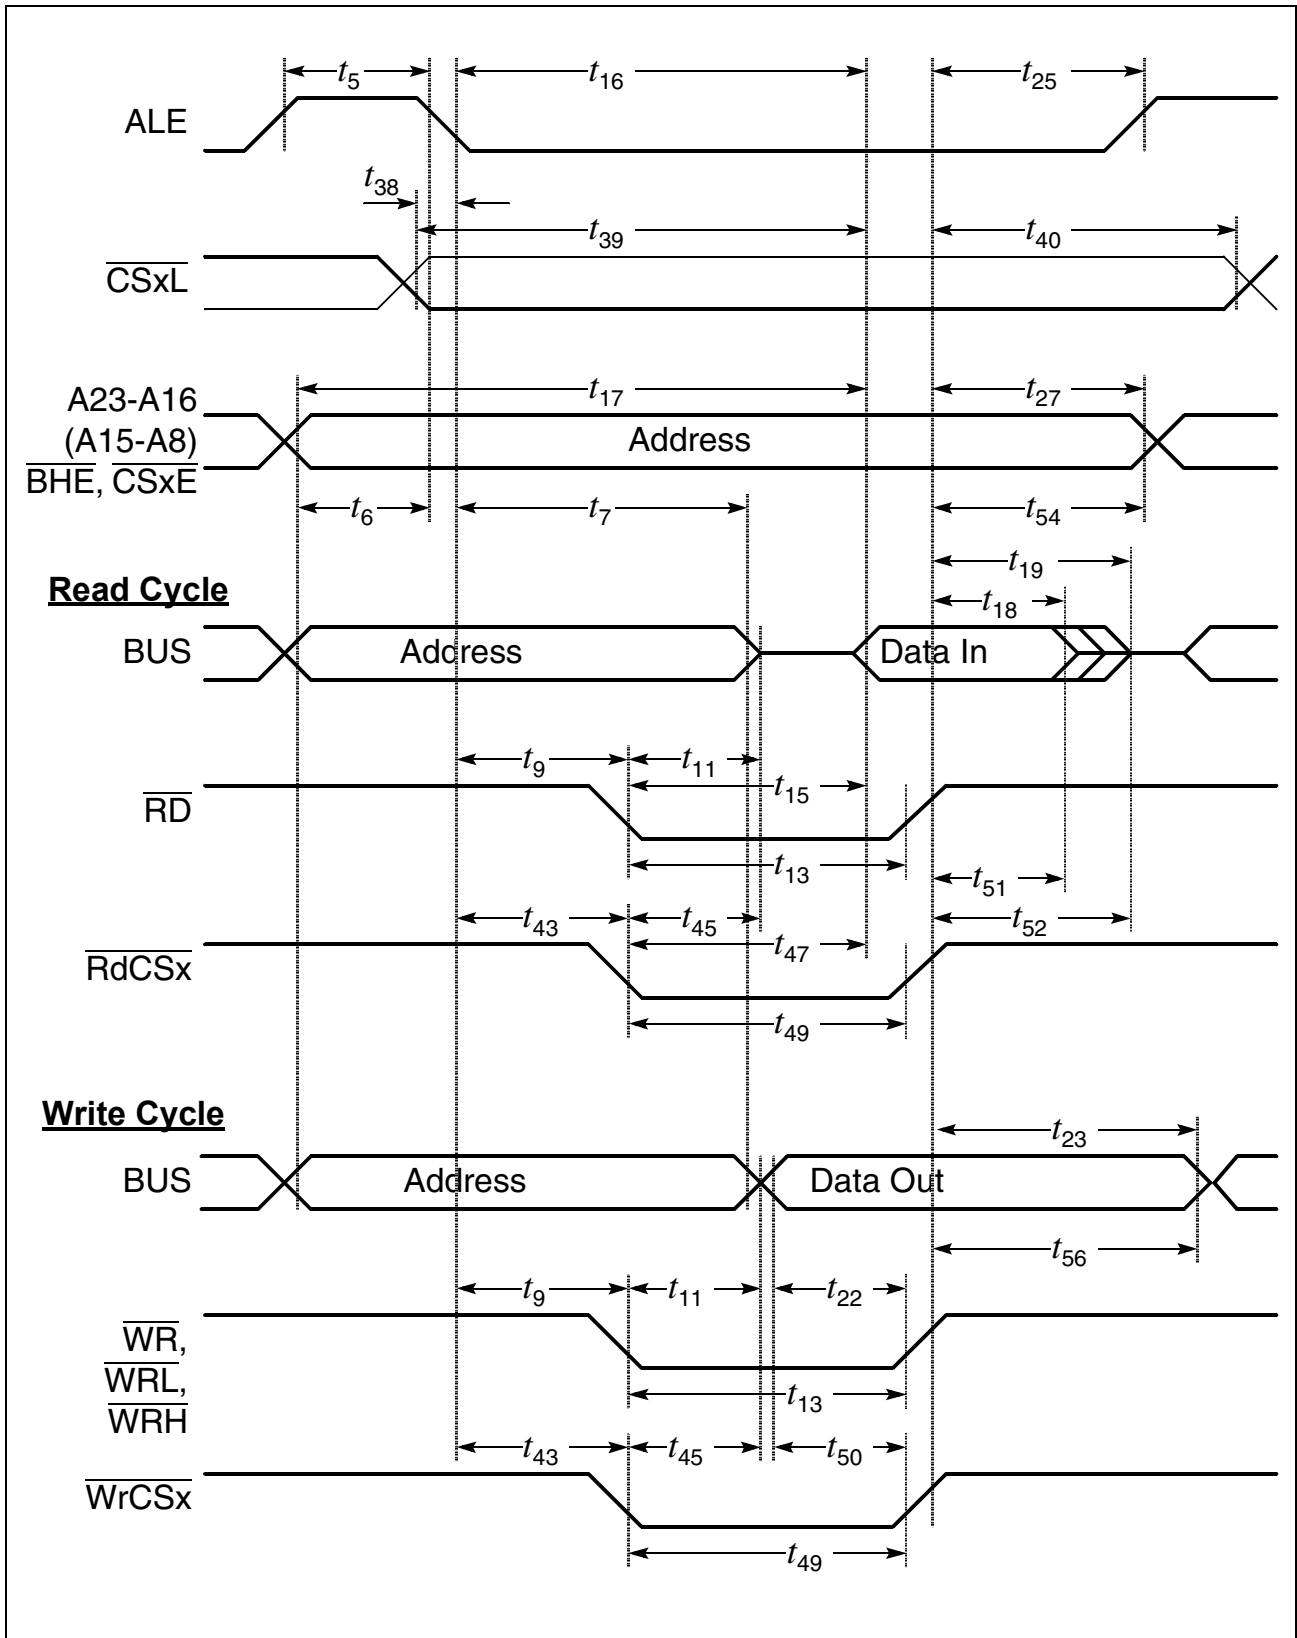 t5 t16 t25
ALE
t38
t39 t40
CSxL
t17 t27
A23-A16
(A15-A8)
Address
BHE, CSxE
t6 t7 t54
t19
Read Cycle
t18
BUS Address Data In
t9 t11
t15
RD
t13
t51
t43 t45 t52
t47
RdCSx
t49
Write Cycle
t23
BUS Address Data Out
t56
t9 t11 t22
WR,
WRL,
t13
WRH
t43 t45 t50
WrCSx
t49